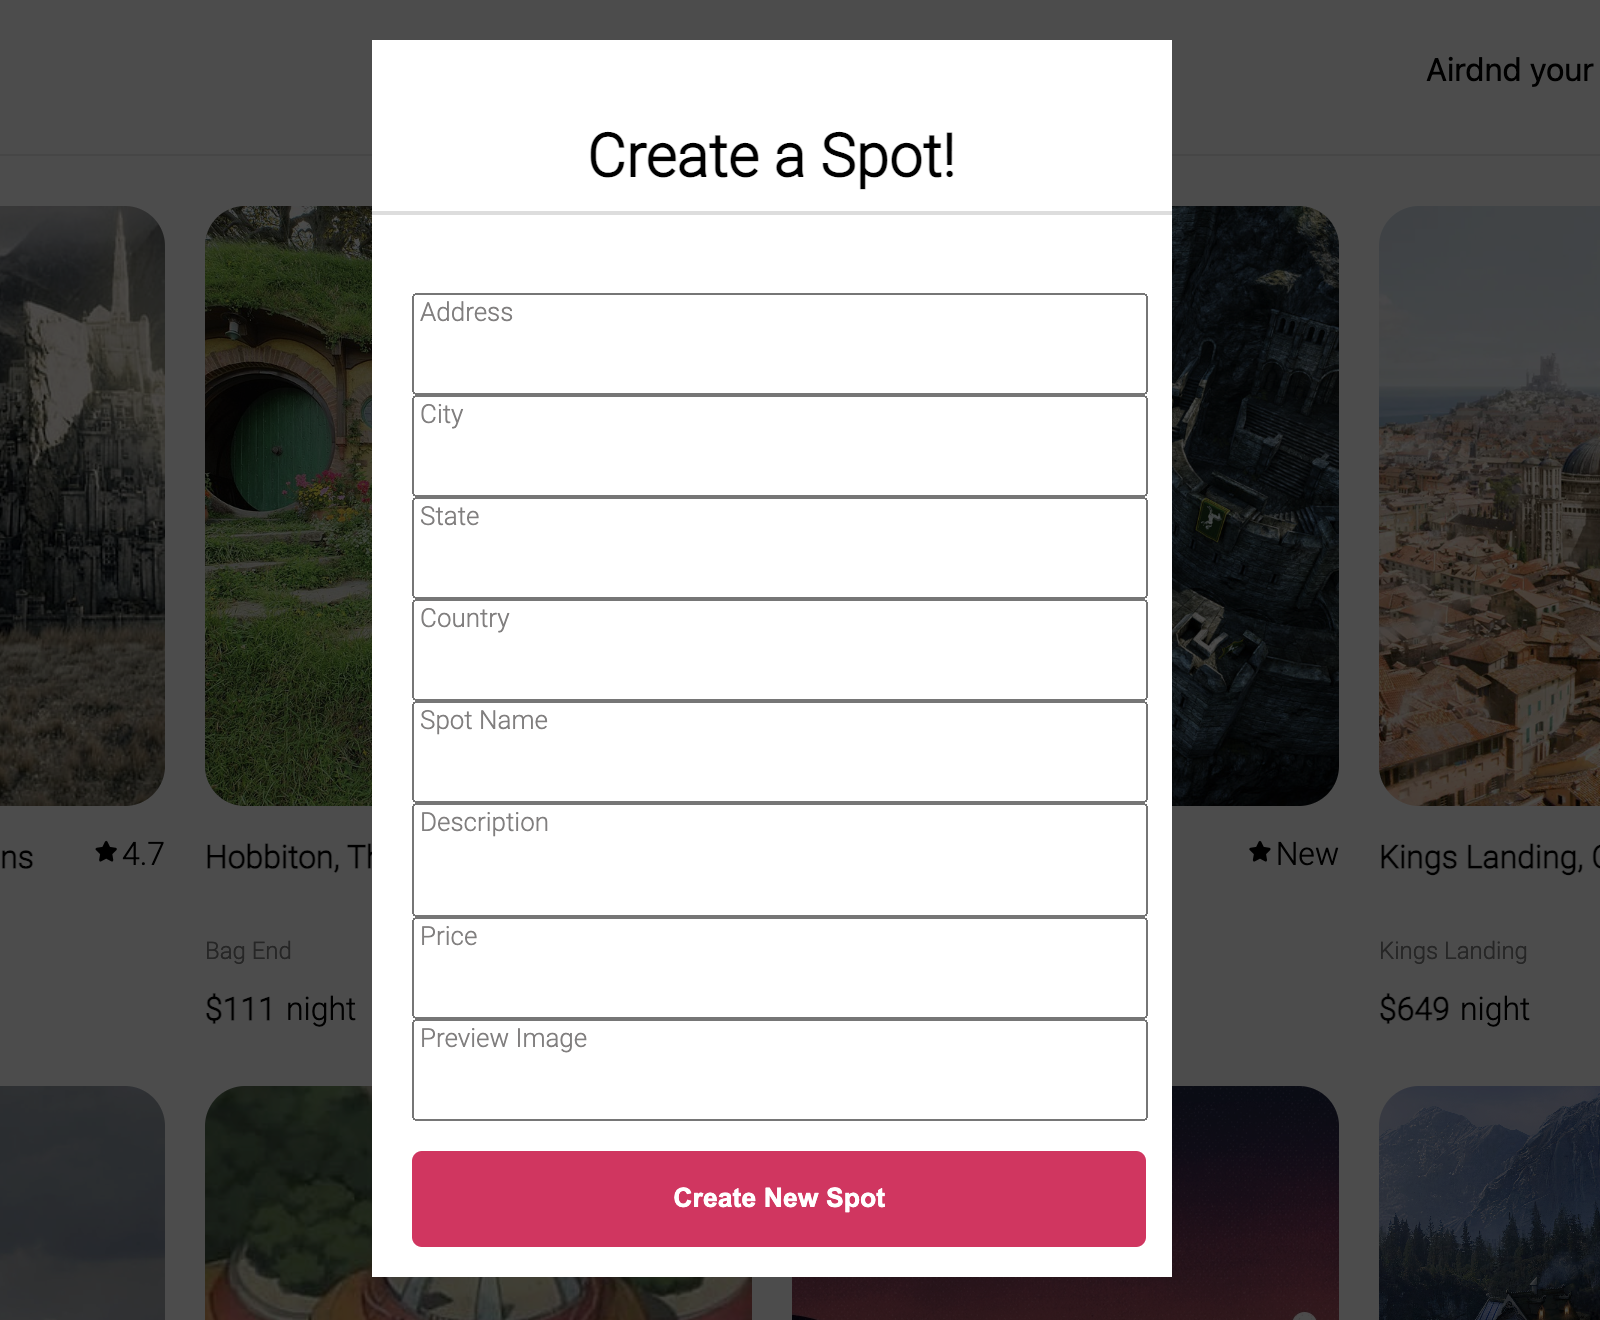 Airdnd your
Create a Spot!
Address
City
State
Country
Spot Name
Description
Price
Preview Image
Create New Spot
ns
4.7
Hobbiton, Th
New
Kings Landing,
Bag End
Kings Landing
$111 night
$649 night